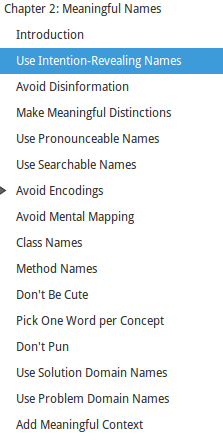 Chapter 2: Meaningful Names
Introduction
Use Intention-Revealing Names
Avoid Disinformation
Make Meaningful Distinctions
Use Pronounceable Names
Use Searchable Names
Avoid Encodings
Avoid Mental Mapping
Class Names
Method Names
Don't Be Cute
Pick One Word per Concept
Don't Pun
Use Solution Domain Names
Use Problem Domain Names
Add Meaningful Context